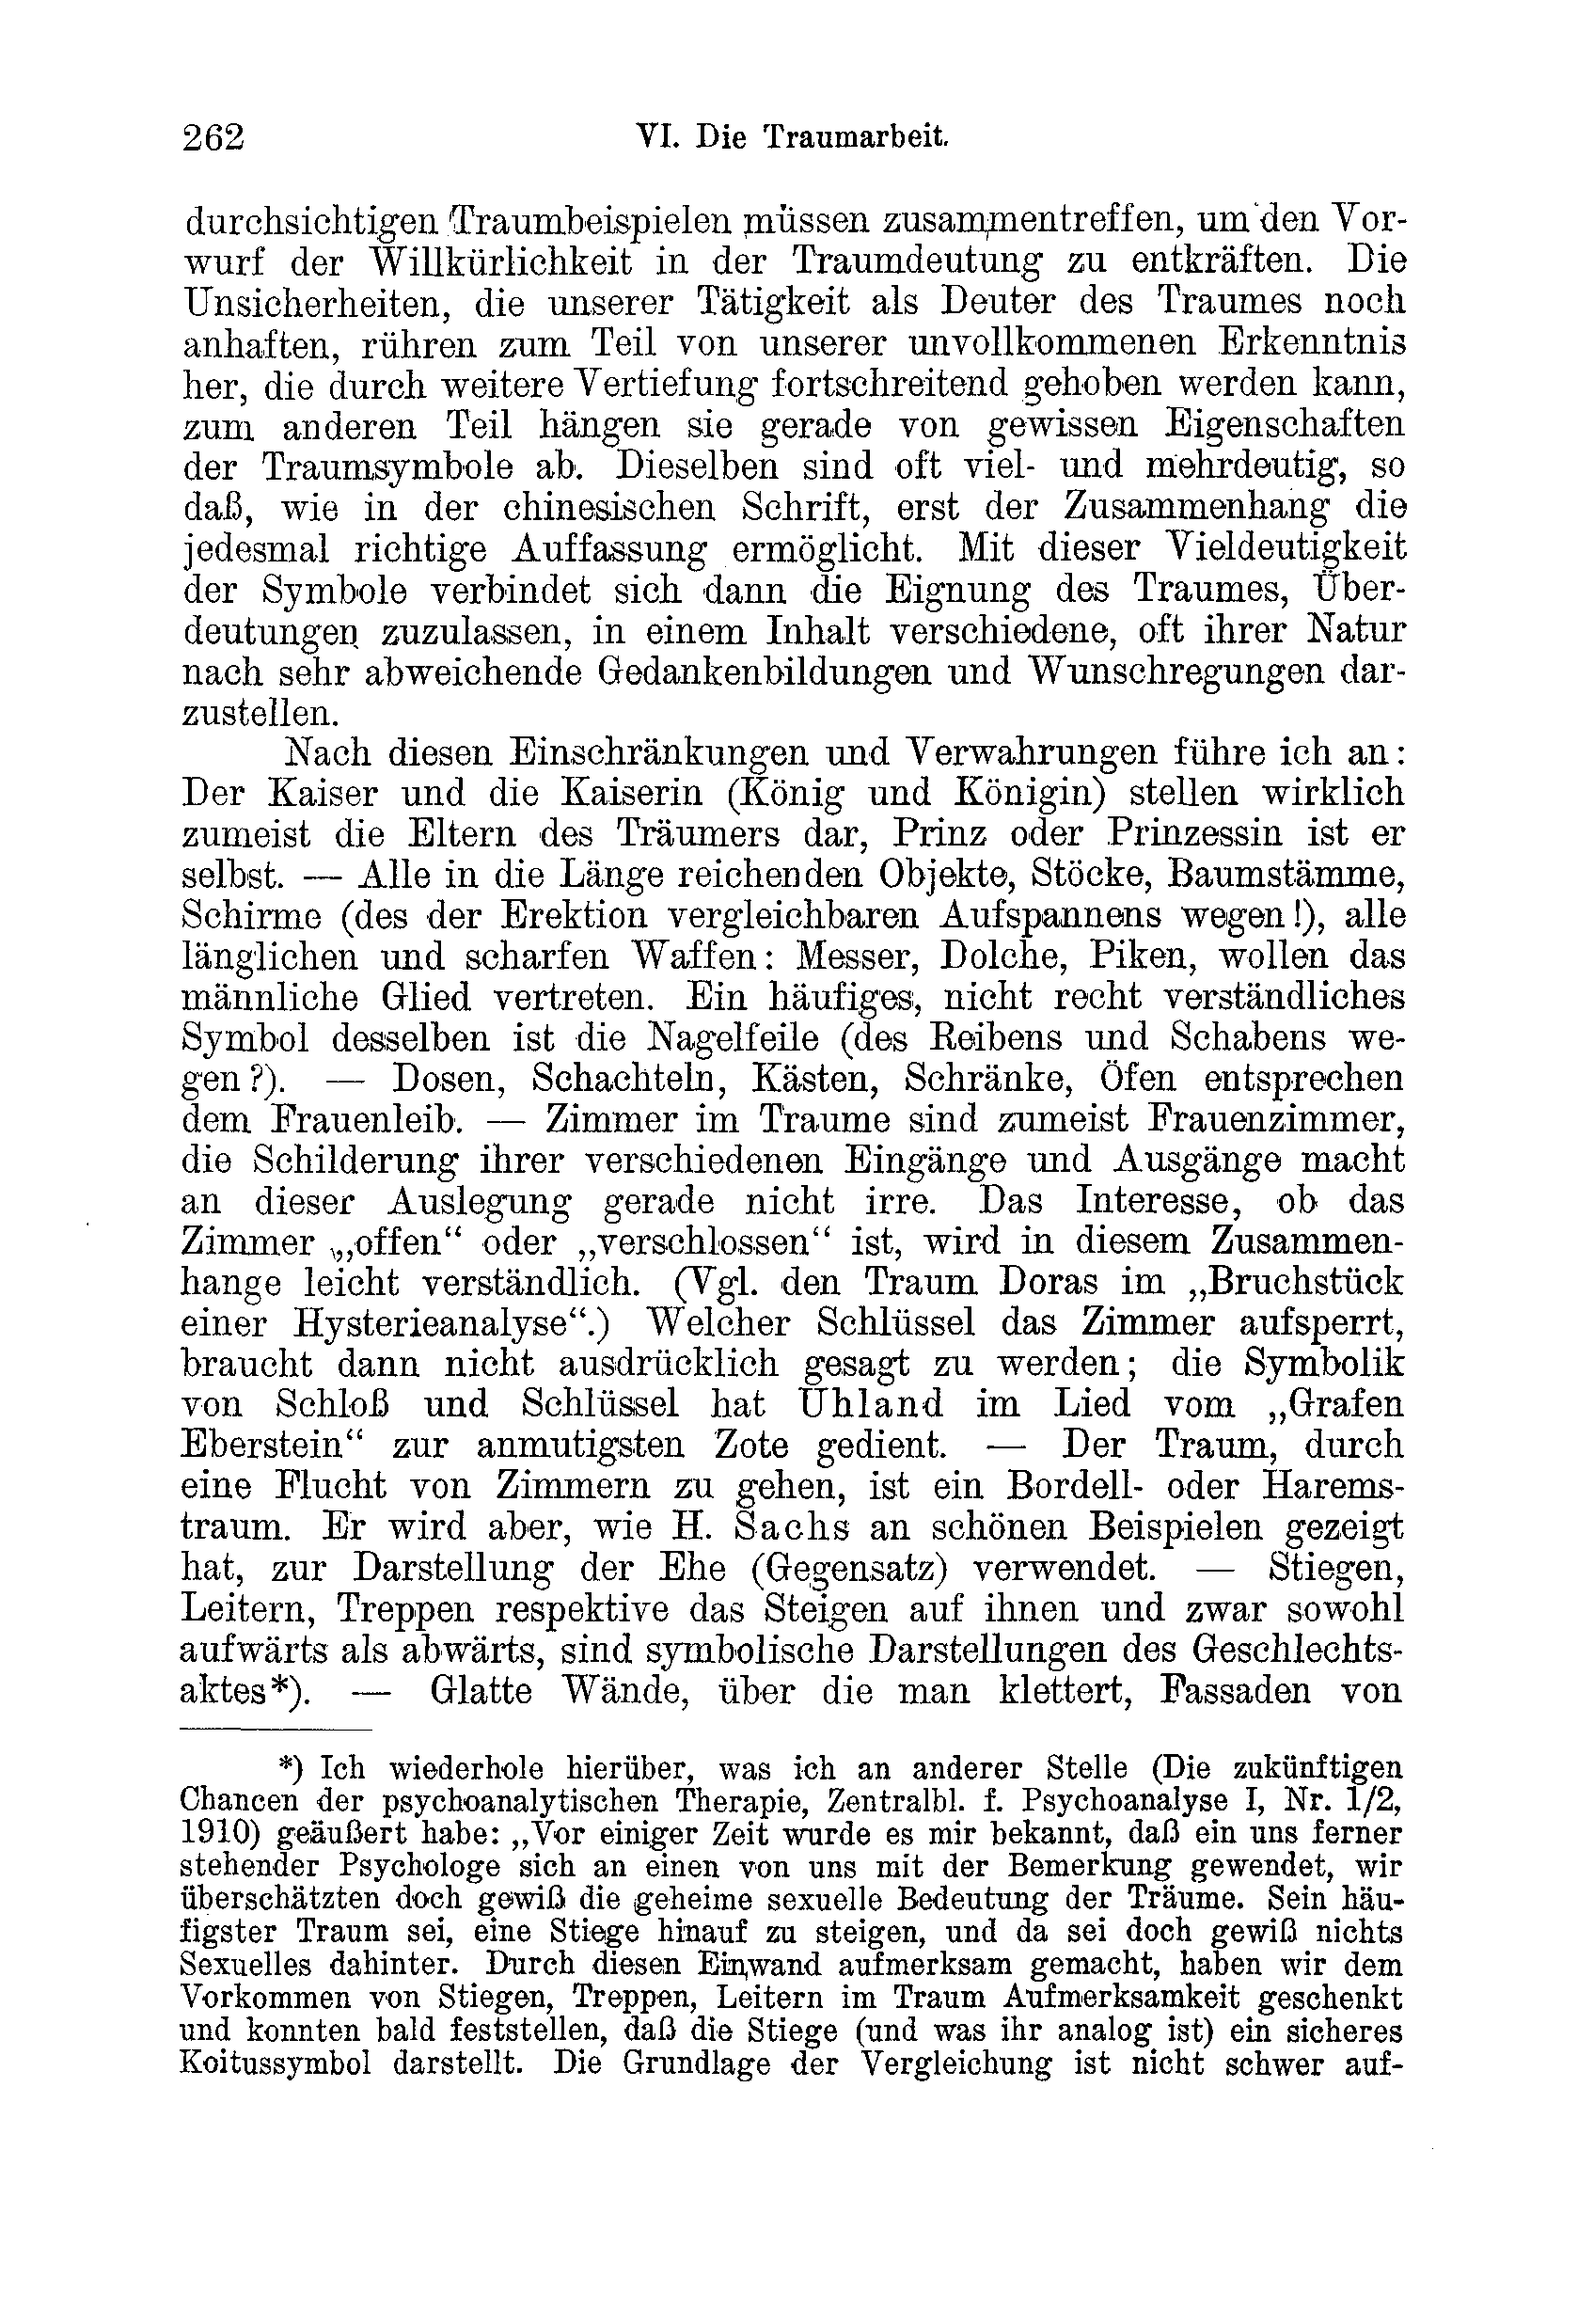 262
VI. Die Traumarbeit.
durchsichtigen Traumbeispielen müssen zusammentreffen, um den Vor-
wurf der Willkürlichkeit in der Traumdeutung zu entkräften. Die
Unsicherheiten, die unserer Tätigkeit als Deuter des Traumes noch
anhaften, rühren zum Teil von unserer unvollkommenen Erkenntnis
her, die durch weitere Vertiefung fortschreitend gehoben werden kann,
zum anderen Teil hängen sie gerade von gewissen Eigenschaften
der Traumsymbole ab. Dieselben sind oft viel- und mehrdeutig, so
daß, wie in der chinesischen Schrift, erst der Zusammenhang die
jedesmal richtige Auffassung ermöglicht. Mit dieser Vieldeutigkeit
der Symbole verbindet sich dann die Eignung des Traumes, Über-
deutungen zuzulassen, in einem Inhalt verschiedene, oft ihrer Natur
nach sehr abweichende Gedankenbildungen und Wunschregungen dar-
zustellen.
Nach diesen Einschränkungen und Verwahrungen führe ich an:
Der Kaiser und die Kaiserin (König und Königin) stellen wirklich
zumeist die Eltern des Träumers dar, Prinz oder Prinzessin ist er
selbst. — Alle in die Länge reichenden Objekte, Stöcke, Baumstämme,
Schirme (des der Erektion vergleichbaren Aufspannens wegen!), alle
länglichen und scharfen Waffen: Messer, Dolche, Piken, wollen das
männliche Glied vertreten. Ein häufiges, nicht recht verständliches
Symbol desselben ist die Nagelfeile (des Reibens und Schabens we-
gen?). — Dosen, Schachteln, Kästen, Schränke, Öfen entsprechen
dem Frauenleib. — Zimmer im Traume sind zumeist Frauenzimmer,
die Schilderung ihrer verschiedenen Eingänge und Ausgänge macht
an dieser Auslegung gerade nicht irre. Das Interesse, ob das
Zimmer „offen“ oder „verschlossen“ ist, wird in diesem Zusammen-
hange leicht verständlich. (Vgl. den Traum Doras im „Bruchstück
einer Hysterieanalyse“.) Welcher Schlüssel das Zimmer aufsperrt,
braucht dann nicht ausdrücklich gesagt zu werden; die Symbolik
von Schloß und Schlüssel hat Uhland im Lied vom „Grafen
Eberstein“ zur anmutigsten Zote gedient. — Der Traum, durch
eine Flucht von Zimmern zu gehen, ist ein Bordell- oder Harems-
traum. Er wird aber, wie H. Sachs an schönen Beispielen gezeigt
hat, zur Darstellung der Ehe (Gegensatz) verwendet. — Stiegen,
Leitern, Treppen respektive das Steigen auf ihnen und zwar sowohl
aufwärts als abwärts, sind symbolische Darstellungen des Geschlechts-
aktes*). — Glatte Wände, über die man klettert, Fassaden von
*) Ich wiederhole hierüber, was ich an anderer Stelle (Die zukünftigen
Chancen der psychoanalytischen Therapie, Zentralbl. f. Psychoanalyse I, Nr. 1/2,
1910) geäußert habe: „Vor einiger Zeit wurde es mir bekannt, daß ein uns ferner
stehender Psychologe sich an einen von uns mit der Bemerkung gewendet, wir
überschätzten doch gewiß die geheime sexuelle Bedeutung der Träume. Sein häu-
figster Traum sei, eine Stiege hinauf zu steigen, und da sei doch gewiß nichts
Sexuelles dahinter. Durch diesen Einwand aufmerksam gemacht, haben wir dem
Vorkommen von Stiegen, Treppen, Leitern im Traum Aufmerksamkeit geschenkt
und konnten bald feststellen, daß die Stiege (und was ihr analog ist) ein sicheres
Koitussymbol darstellt. Die Grundlage der Vergleichung ist nicht schwer auf-